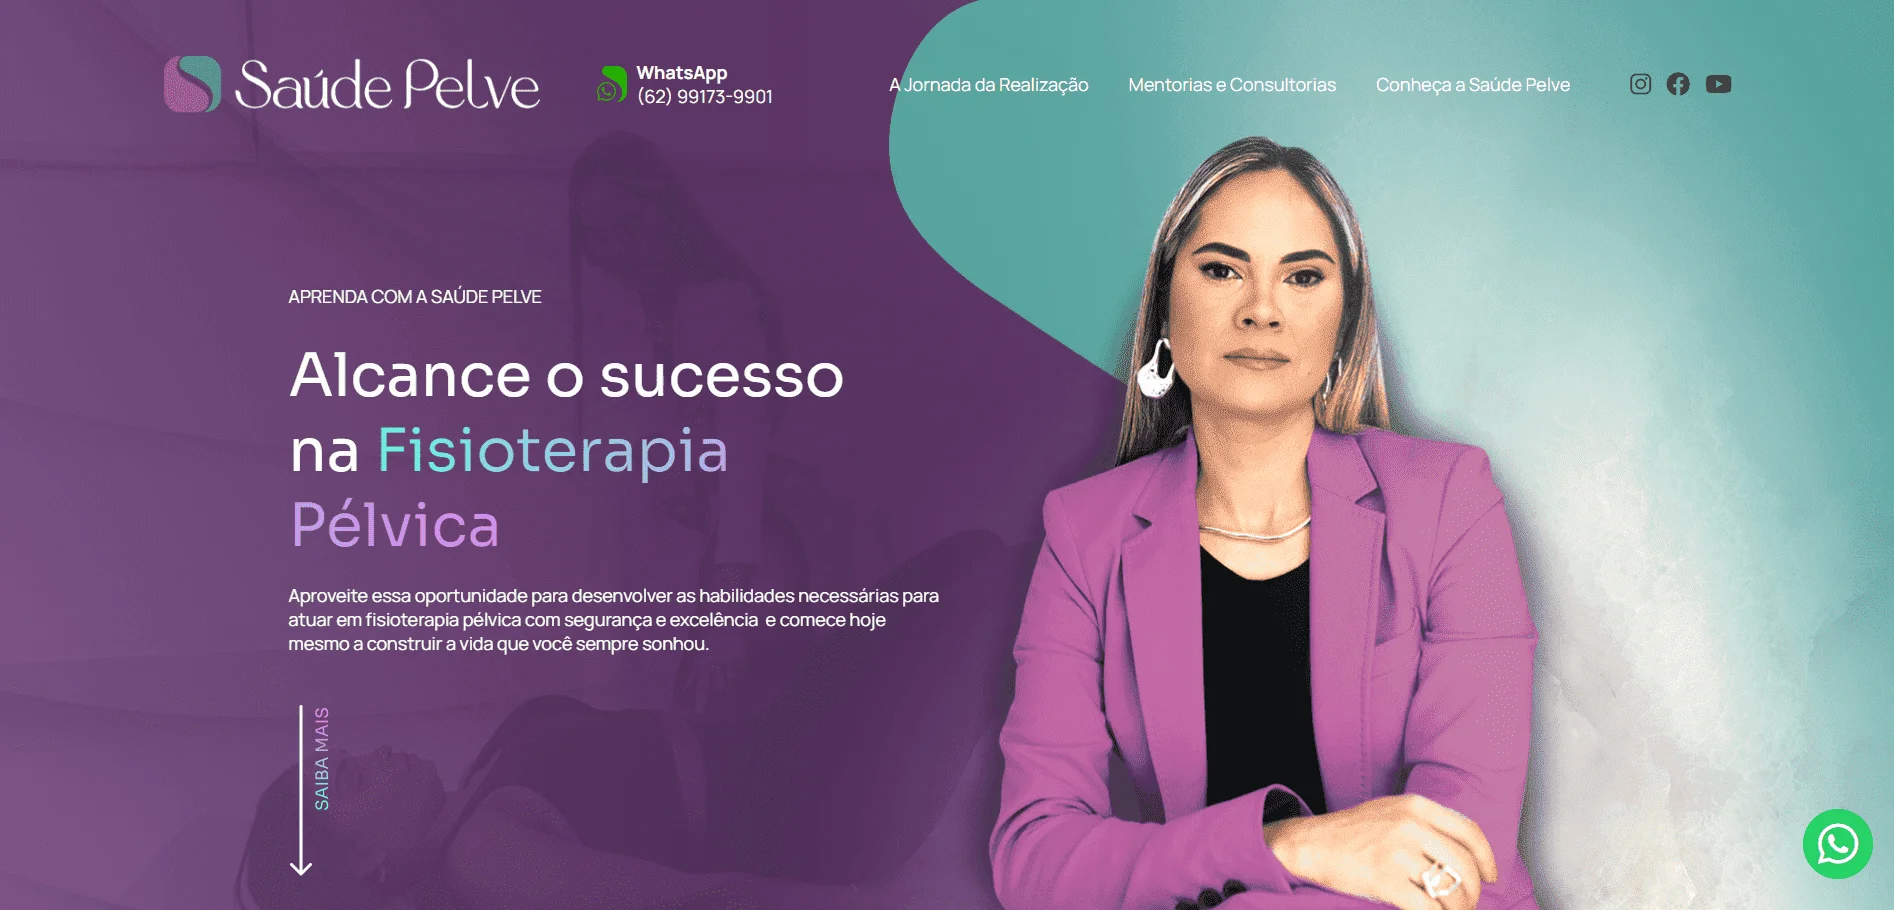 Saúde Pelve
WhatsApp
(62) 99173-9901
A Jornada da Realização
Mentorias e Consultorias
Conheça a Saúde Pelve
APRENDA COM A SAÚDE PELVE
Alcance o sucesso
na Fisioterapia
Pélvica
Aproveite essa oportunidade para desenvolver as habilidades necessárias para
atuar em fisioterapia pélvica com segurança e excelência e comece hoje
mesmo a construir a vida que você sempre sonhou.
SAIBA MAIS